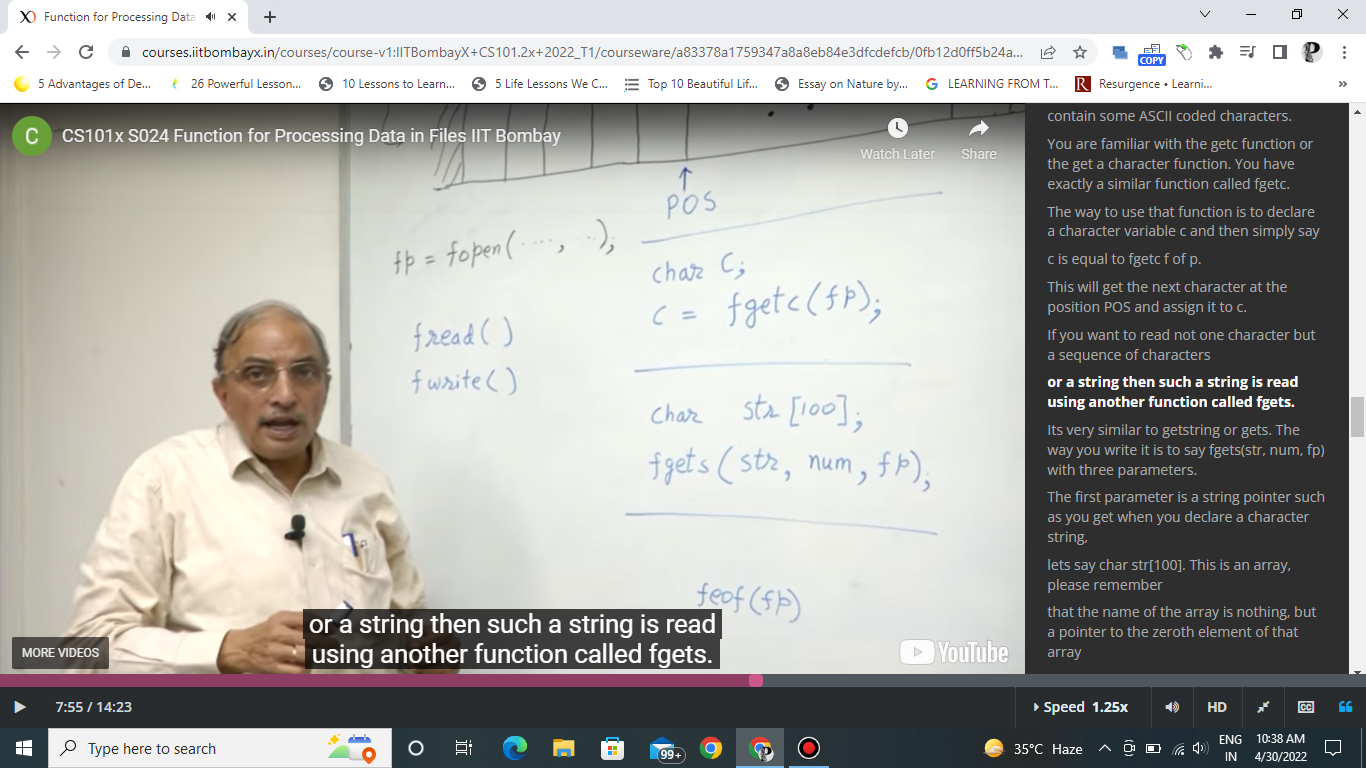 Function for Processing Data
courses.iitbombayx.in/courses/course-v1:IITBombayX+CS101.2x+2022_T1/courseware/a83378a1759347a8a8eb84e3dfcdefcb/0fb12d0ff5b24a...
COPY
5 Advantages of De...
26 Powerful Lesson...
10 Lessons to Learn...
5 Life Lessons We C...
Top 10 Beautiful Lif...
Essay on Nature by...
LEARNING FROM T...
Resurgence • Learni...
»
C
CS101x S024 Function for Processing Data in Files IIT Bombay
Watch Later
Share
POS
fp = fopen(····, ···);
char C;
C = fgetc(fp);
fread()
fwrite()
char str [100];
fgets(str, num, fp);
feof(fp)
or a string then such a string is read
using another function called fgets.
MORE VIDEOS
YouTube
contain some ASCII coded characters.
You are familiar with the getc function or
the get a character function. You have
exactly a similar function called fgetc.
The way to use that function is to declare
a character variable c and then simply say
c is equal to fgetc f of p.
This will get the next character at the
position POS and assign it to c.
If you want to read not one character but
a sequence of characters
or a string then such a string is read
using another function called fgets.
Its very similar to getstring or gets. The
way you write it is to say fgets(str, num, fp)
with three parameters.
The first parameter is a string pointer such
as you get when you declare a character
string,
lets say char str[100]. This is an array,
please remember
that the name of the array is nothing, but
a pointer to the zeroth element of that
array
7:55 / 14:23
Speed 1.25x
HD
CC
Type here to search
99+
35°C Haze
ENG
IN
10:38 AM
4/30/2022